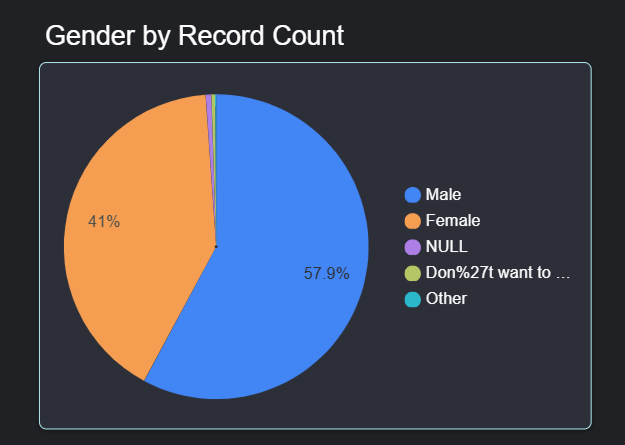 Gender by Record Count
41%
57.9%
Male
Female
NULL
Don%27t want to ...
Other